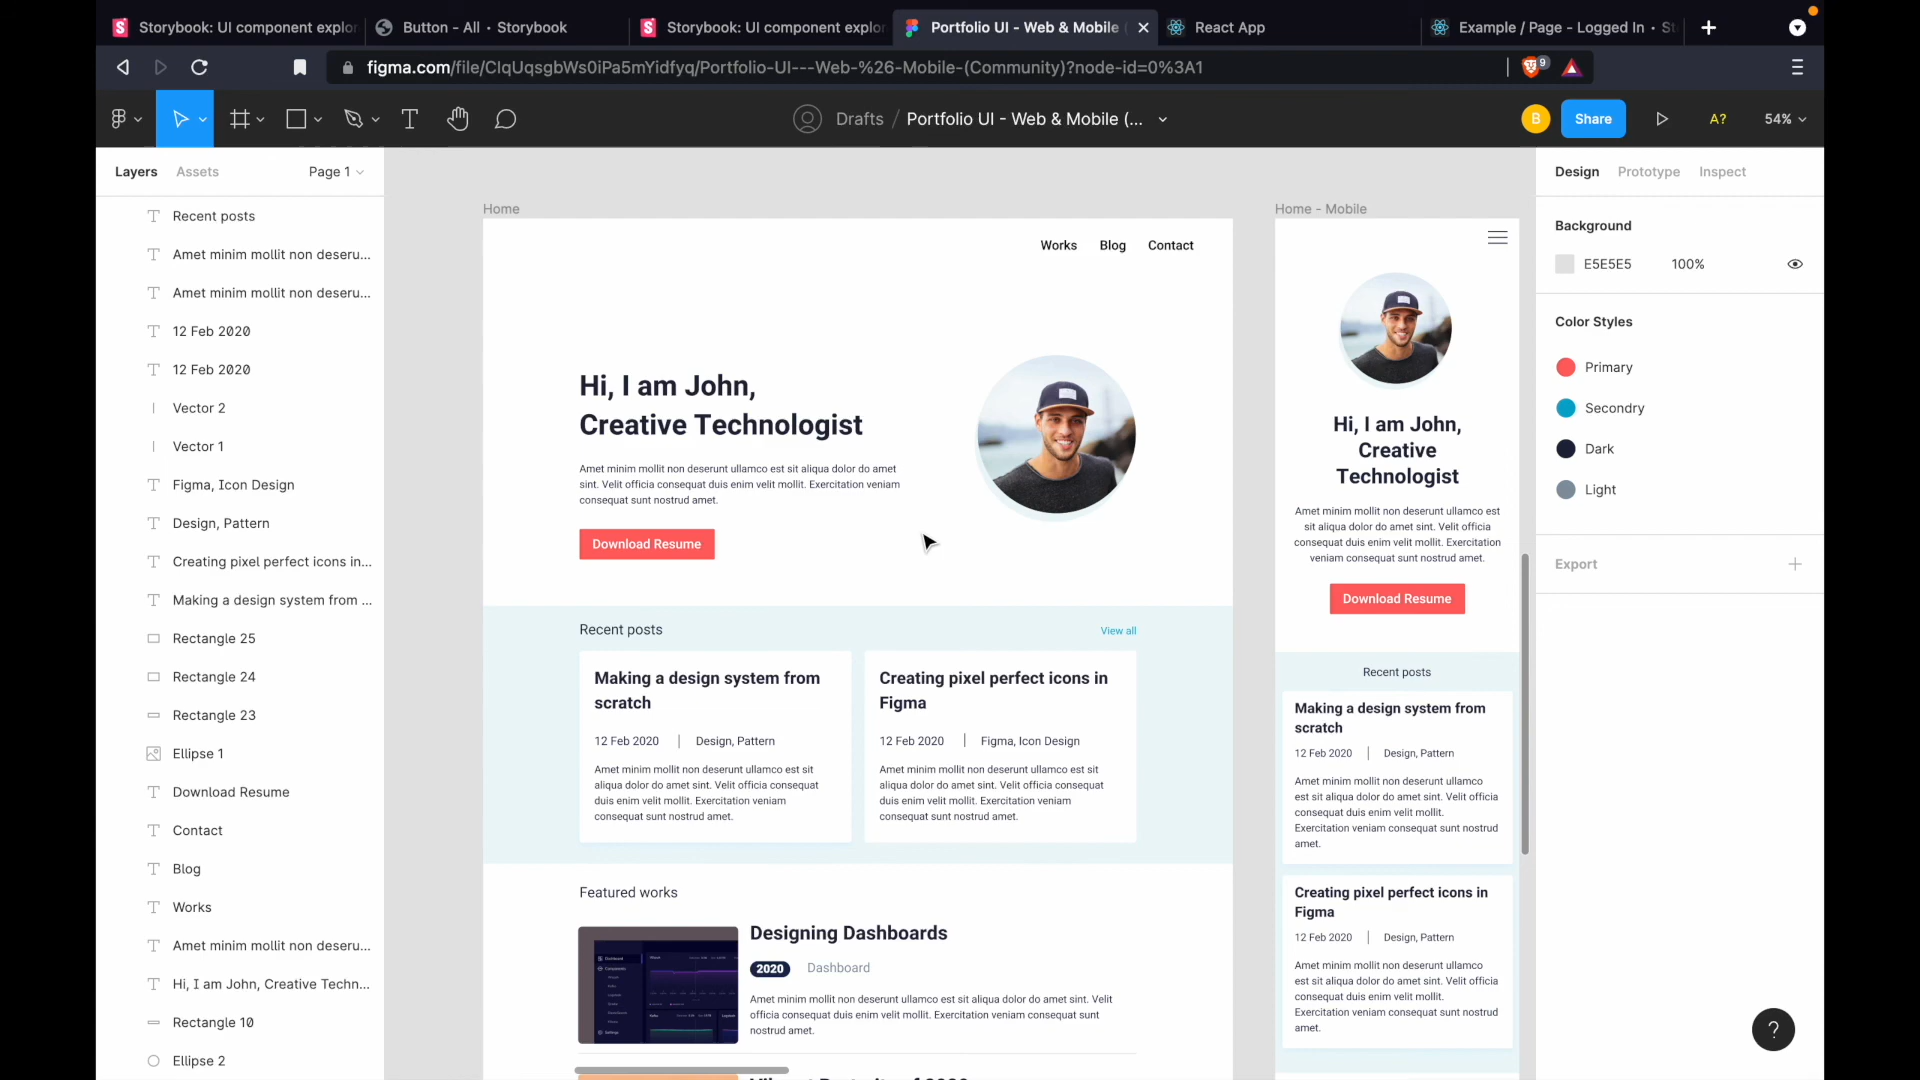 Storybook: UI component explor
Button - All • Storybook
Storybook: UI component explor
Portfolio UI - Web & Mobile (
React App
Example / Page - Logged In • St
figma.com/file/ClqUqsgbWs0iPa5mYidfyq/Portfolio-UI---Web-%26-Mobile-(Community)?node-id=0%3A1
9
Drafts / Portfolio UI - Web & Mobile (...
B
Share
A?
54%
Layers
Assets
Page 1
Recent posts
Amet minim mollit non deseru...
Amet minim mollit non deseru...
12 Feb 2020
12 Feb 2020
Vector 2
Vector 1
Figma, Icon Design
Design, Pattern
Creating pixel perfect icons in...
Making a design system from ...
Rectangle 25
Rectangle 24
Rectangle 23
Ellipse 1
Download Resume
Contact
Blog
Works
Amet minim mollit non deseru...
Hi, I am John, Creative Techn...
Rectangle 10
Ellipse 2
Home
Works
Blog
Contact
Hi, I am John,
Creative Technologist
Amet minim mollit non deserunt ullamco est sit aliqua dolor do amet
sint. Velit officia consequat duis enim velit mollit. Exercitation veniam
consequat sunt nostrud amet.
Download Resume
Recent posts
View all
Making a design system from
scratch
12 Feb 2020 | Design, Pattern
Amet minim mollit non deserunt ullamco est sit
aliqua dolor do amet sint. Velit officia consequat
duis enim velit mollit. Exercitation veniam
consequat sunt nostrud amet.
Creating pixel perfect icons in
Figma
12 Feb 2020 | Figma, Icon Design
Amet minim mollit non deserunt ullamco est sit
aliqua dolor do amet sint. Velit officia consequat
duis enim velit mollit. Exercitation veniam
consequat sunt nostrud amet.
Featured works
Designing Dashboards
2020
Dashboard
Amet minim mollit non deserunt ullamco est sit aliqua dolor do amet sint. Velit
officia consequat duis enim velit mollit. Exercitation veniam consequat sunt
nostrud amet.
Home - Mobile
Hi, I am John,
Creative
Technologist
Amet minim mollit non deserunt ullamco est
sit aliqua dolor do amet sint. Velit officia
consequat duis enim velit mollit. Exercitation
veniam consequat sunt nostrud amet.
Download Resume
Recent posts
Making a design system from
scratch
12 Feb 2020 | Design, Pattern
Amet minim mollit non deserunt ullamco
est sit aliqua dolor do amet sint. Velit officia
consequat duis enim velit mollit.
Exercitation veniam consequat sunt nostrud
amet.
Creating pixel perfect icons in
Figma
12 Feb 2020 | Design, Pattern
Amet minim mollit non deserunt ullamco
est sit aliqua dolor do amet sint. Velit officia
consequat duis enim velit mollit.
Exercitation veniam consequat sunt nostrud
amet.
Design
Prototype
Inspect
Background
E5E5E5
100%
Color Styles
Primary
Secondry
Dark
Light
Export
?